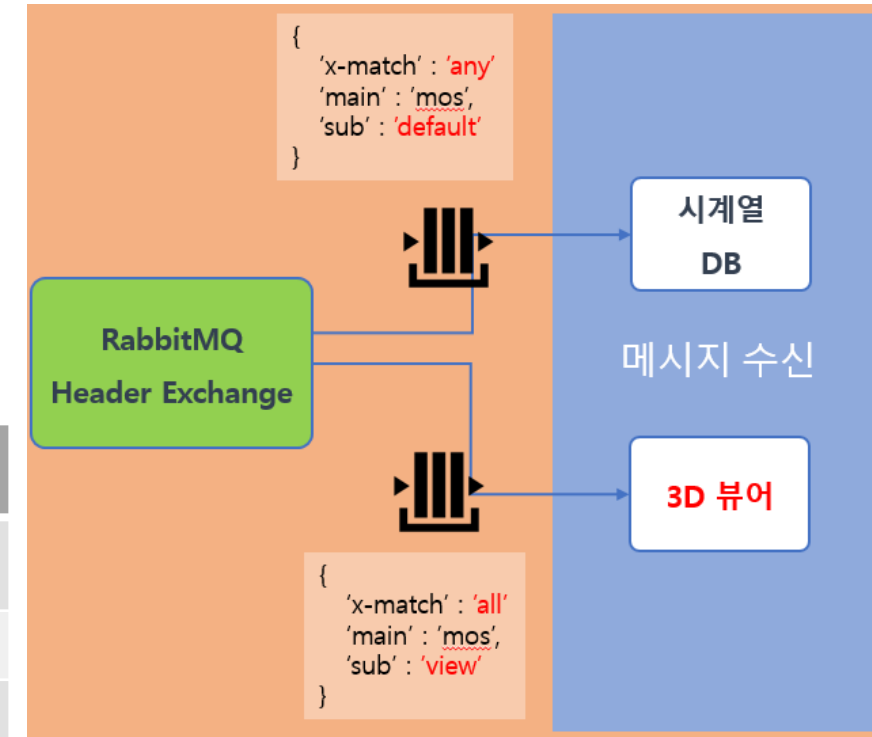 {
‘x-match’ : ‘any’
‘main’ : ‘mos’,
‘sub’ : ‘default’
}
시계열
DB
RabbitMQ
Header Exchange
메시지 수신
3D 뷰어
{
‘x-match’ : ‘all’
‘main’ : ‘mos’,
‘sub’ : ‘view’
}